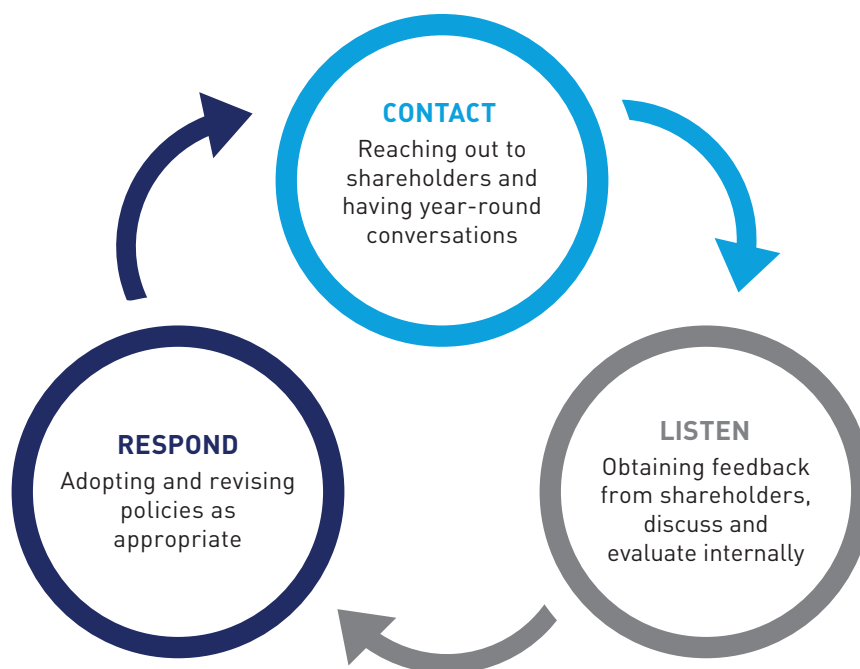 CONTACT
Reaching out to
shareholders and
having year-round
conversations
LISTEN
Obtaining feedback
from shareholders,
discuss and
evaluate internally
RESPOND
Adopting and revising
policies as
appropriate